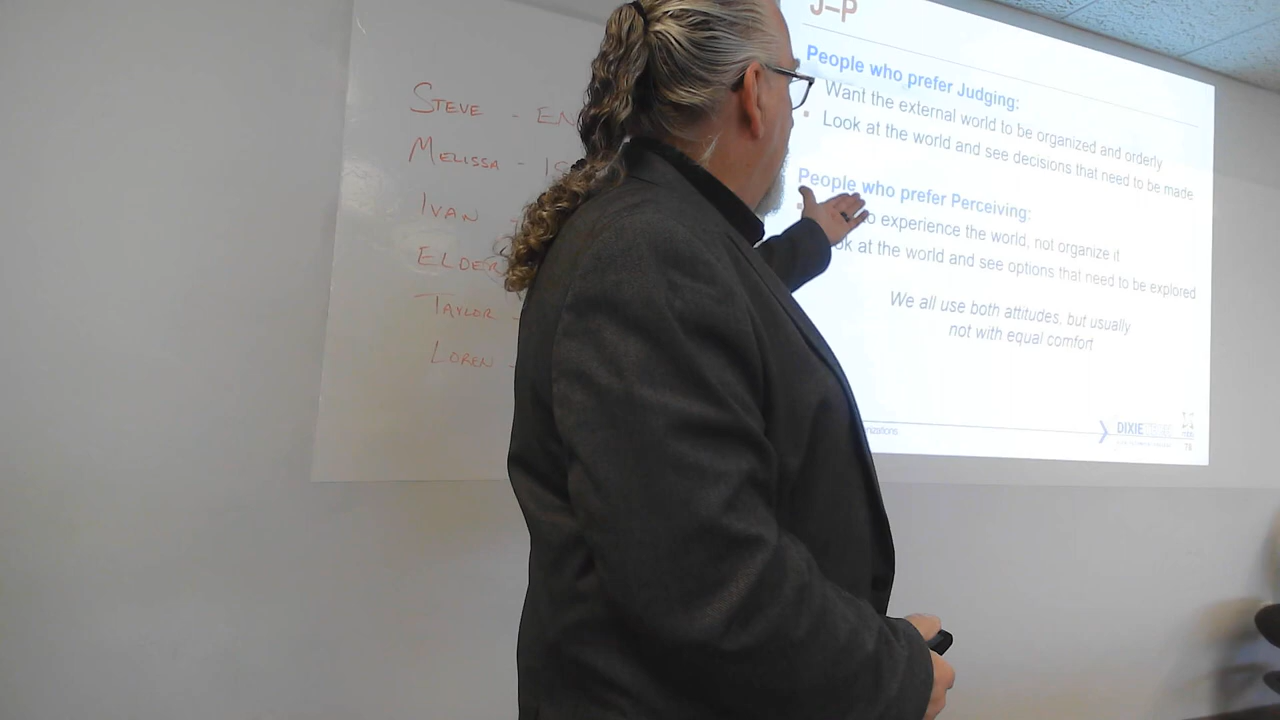 J–P
People who prefer Judging:
Want the external world to be organized and orderly
Look at the world and see decisions that need to be made
People who prefer Perceiving:
experience the world, not organize it
at the world and see options that need to be explored
We all use both attitudes, but usually
not with equal comfort
DIXIE
STEVE - EN
MELISSA - IS
IVAN -
ELDER
TAYLOR -
LOREN -